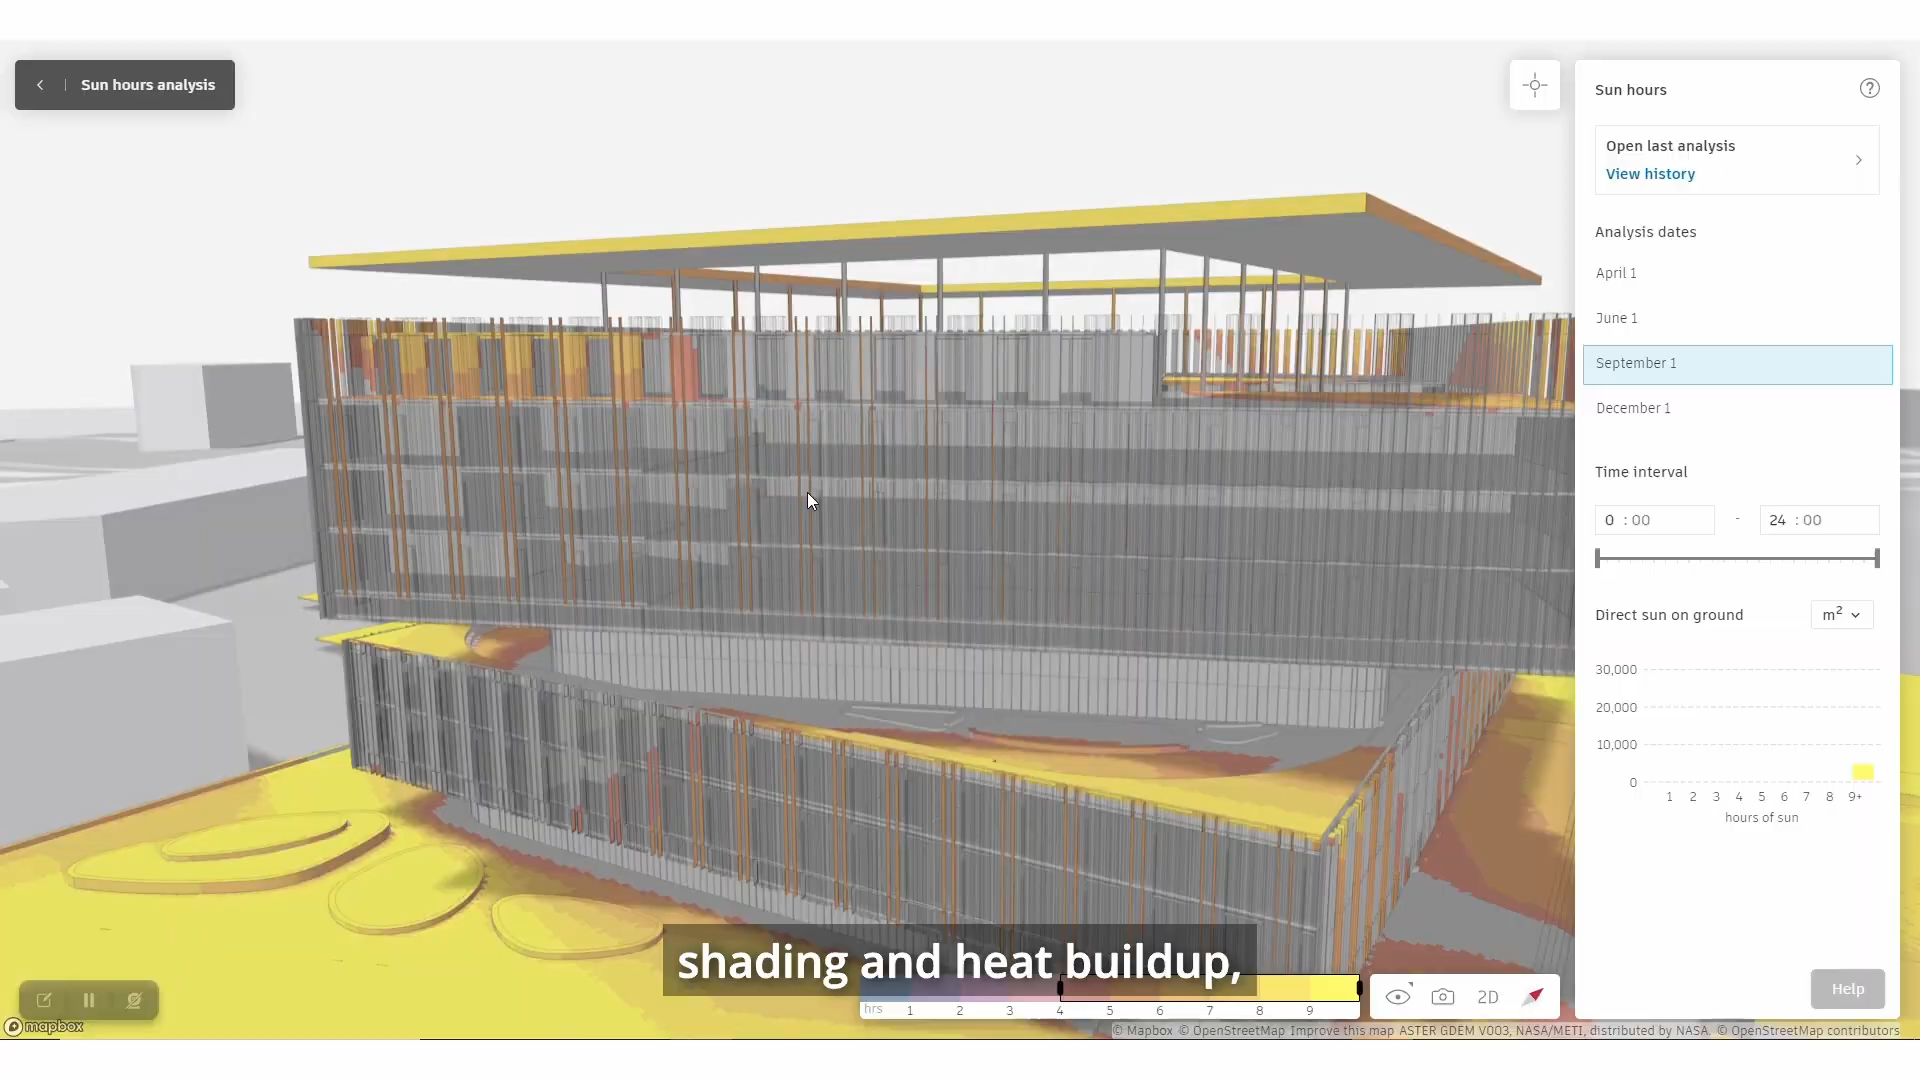 Sun hours analysis
Sun hours
?
Open last analysis
View history
Analysis dates
April 1
June 1
September 1
December 1
Time interval
0 : 00 - 24 : 00
Direct sun on ground
m²
30,000
20,000
10,000
0
1 2 3 4 5 6 7 8 9+
hours of sun
shading and heat buildup,
hrs 1 2 3 4 5 6 7 8 9
2D
Help
mapbox
© Mapbox © OpenStreetMap Improve this map ASTER GDEM V003, NASA/METI, distributed by NASA. © OpenStreetMap contributors